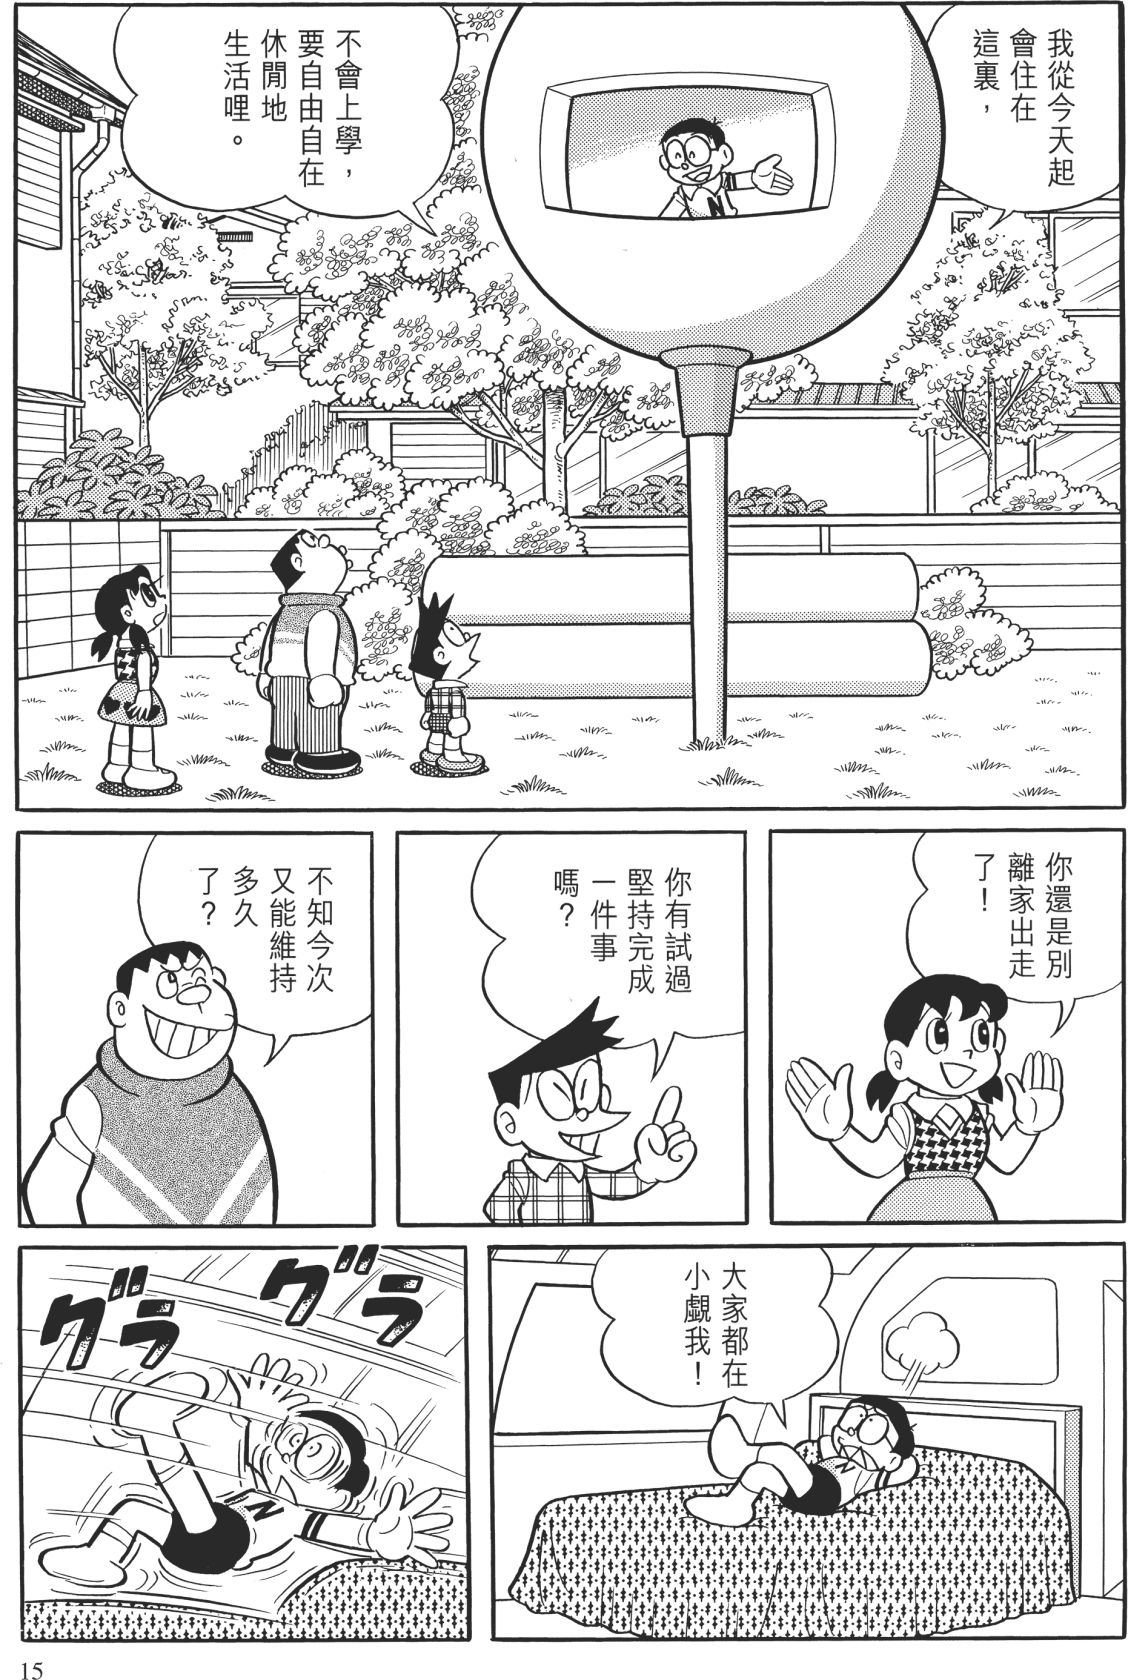 我從今天起
會住在
這裏，
不會上學，
要自由自在
休閒地
生活哩。
N
你還是別
離家出走
了！
你有試過
堅持完成
一件事
嗎？
不知今次
又能維持
多久
了？
大家都在
小覷我！
N
グラ
グラ
N
15